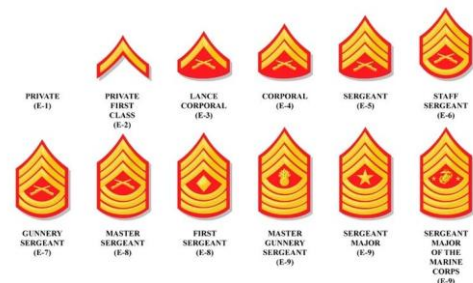 PRIVATE
(E-1)
PRIVATE
FIRST
CLASS
(E-2)
LANCE
CORPORAL
(E-3)
CORPORAL
(E-4)
SERGEANT
(E-5)
STAFF
SERGEANT
(E-6)
GUNNERY
SERGEANT
(E-7)
MASTER
SERGEANT
(E-8)
FIRST
SERGEANT
(E-8)
MASTER
GUNNERY
SERGEANT
(E-9)
SERGEANT
MAJOR
(E-9)
SERGEANT
MAJOR
OF THE
MARINE
CORPS
(E-9)